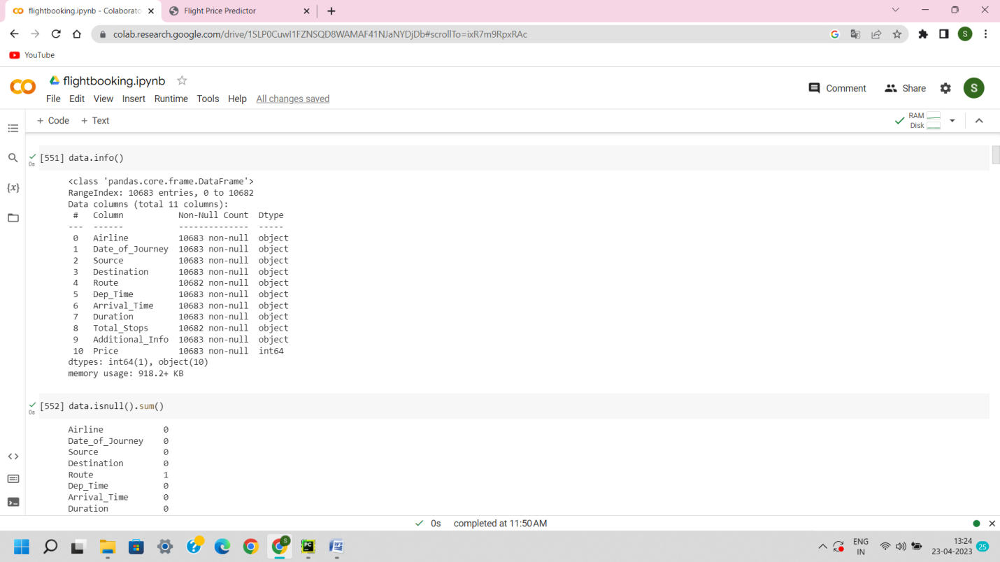 flightbooking.ipynb - Colaborato
Flight Price Predictor
colab.research.google.com/drive/1SLP0CuwI1FZNSQD8WAMAF41NJaNYDjDb#scrollTo=ixR7m9RpxRAc
S
YouTube
flightbooking.ipynb
Comment
Share
S
File Edit View Insert Runtime Tools Help All changes saved
+ Code + Text
RAM
Disk
[551] data.info()
0s
<class 'pandas.core.frame.DataFrame'>
RangeIndex: 10683 entries, 0 to 10682
Data columns (total 11 columns):
# Column Non-Null Count Dtype
--- ------ -------------- -----
0 Airline 10683 non-null object
1 Date_of_Journey 10683 non-null object
2 Source 10683 non-null object
3 Destination 10683 non-null object
4 Route 10682 non-null object
5 Dep_Time 10683 non-null object
6 Arrival_Time 10683 non-null object
7 Duration 10683 non-null object
8 Total_Stops 10682 non-null object
9 Additional_Info 10683 non-null object
10 Price 10683 non-null int64
dtypes: int64(1), object(10)
memory usage: 918.2+ KB
[552] data.isnull().sum()
0s
Airline 0
Date_of_Journey 0
Source 0
Destination 0
Route 1
Dep_Time 0
Arrival_Time 0
Duration 0
0s completed at 11:50 AM
ENG
IN
13:24
23-04-2023
25